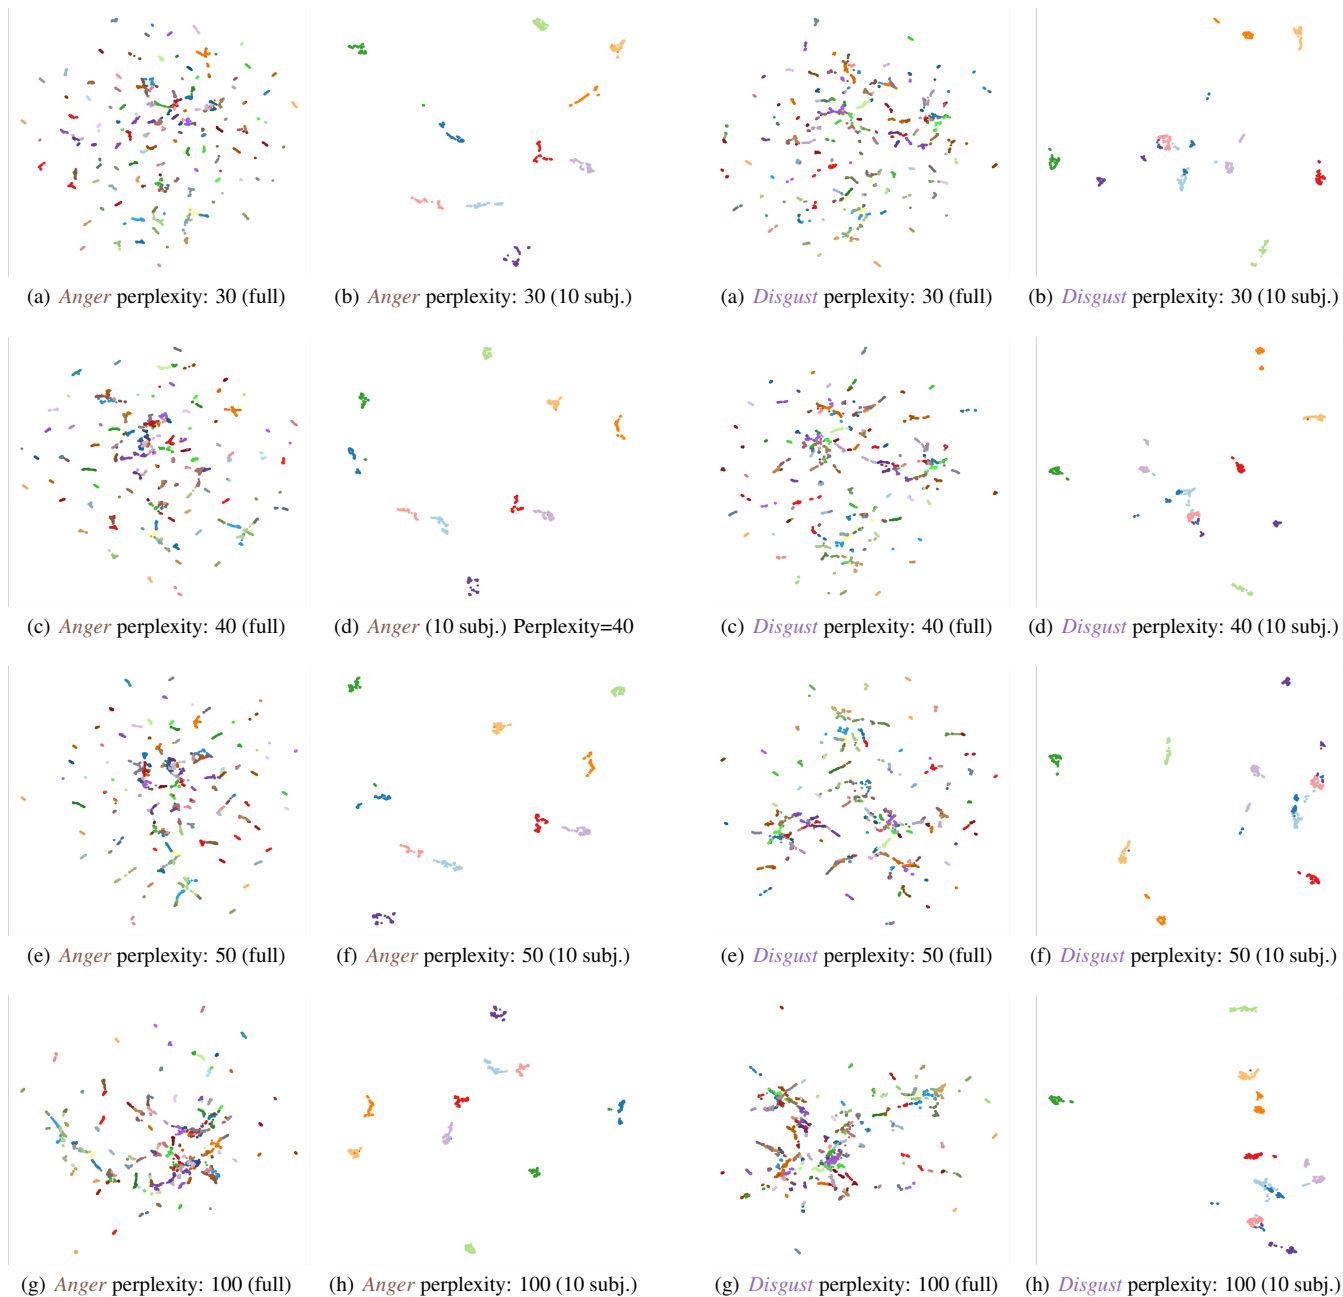 (a) Anger perplexity: 30 (full)
(b) Anger perplexity: 30 (10 subj.)
(a) Disgust perplexity: 30 (full)
(b) Disgust perplexity: 30 (10 subj.)
(c) Anger perplexity: 40 (full)
(d) Anger (10 subj.) Perplexity=40
(c) Disgust perplexity: 40 (full)
(d) Disgust perplexity: 40 (10 subj.)
(e) Anger perplexity: 50 (full)
(f) Anger perplexity: 50 (10 subj.)
(e) Disgust perplexity: 50 (full)
(f) Disgust perplexity: 50 (10 subj.)
(g) Anger perplexity: 100 (full)
(h) Anger perplexity: 100 (10 subj.)
(g) Disgust perplexity: 100 (full)
(h) Disgust perplexity: 100 (10 subj.)